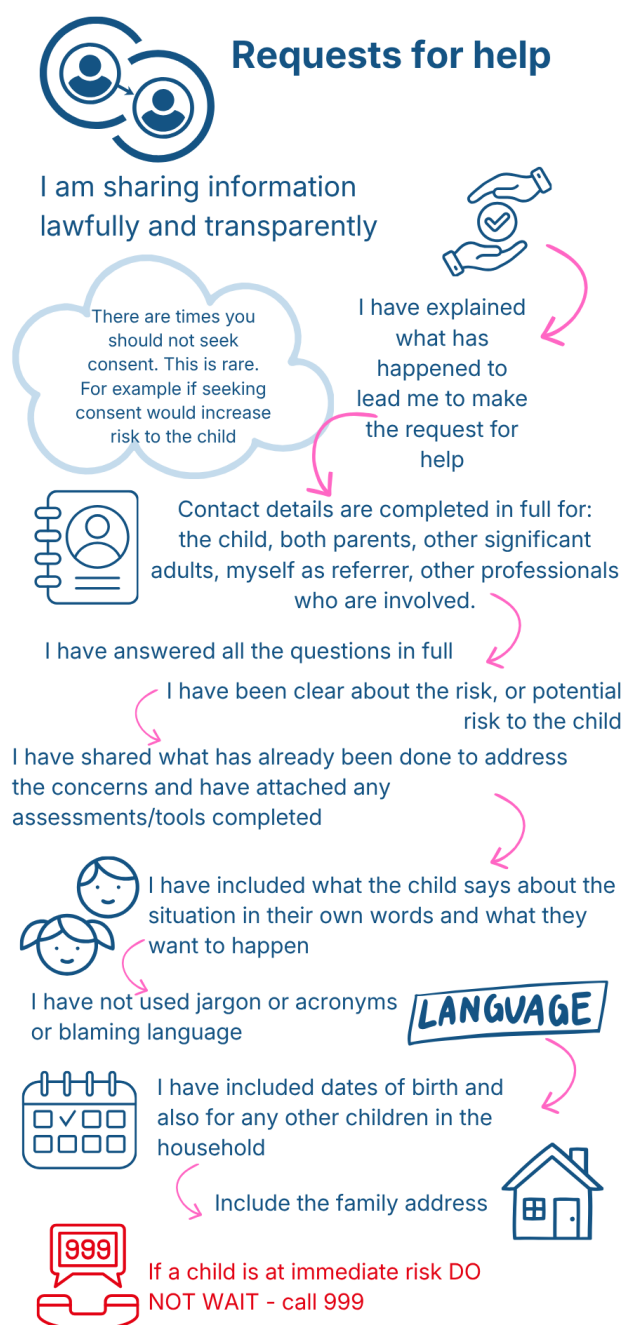 Requests for help
I am sharing information
lawfully and transparently
There are times you
should not seek
consent. This is rare.
For example if seeking
consent would increase
risk to the child
I have explained
what has
happened to
lead me to make
the request for
help
Contact details are completed in full for:
the child, both parents, other significant
adults, myself as referrer, other professionals
who are involved.
I have answered all the questions in full
I have been clear about the risk, or potential
risk to the child
I have shared what has already been done to address
the concerns and have attached any
assessments/tools completed
I have included what the child says about the
situation in their own words and what they
want to happen
I have not used jargon or acronyms
or blaming language
LANGUAGE
I have included dates of birth and
also for any other children in the
household
Include the family address
999
If a child is at immediate risk DO
NOT WAIT - call 999